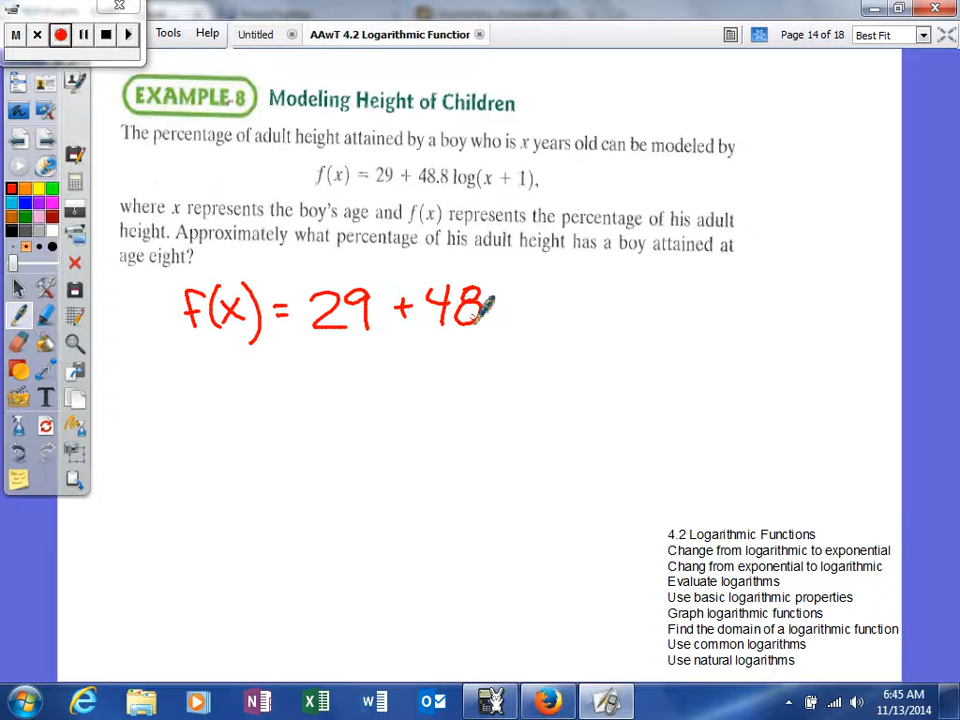 Tools Help Untitled AAwT 4.2 Logarithmic Function Page 14 of 18 Best Fit
EXAMPLE 8 Modeling Height of Children
The percentage of adult height attained by a boy who is x years old can be modeled by
f(x) = 29 + 48.8 log(x + 1),
where x represents the boy's age and f(x) represents the percentage of his adult
height. Approximately what percentage of his adult height has a boy attained at
age eight?
f(x) = 29 + 48
4.2 Logarithmic Functions
Change from logarithmic to exponential
Chang from exponential to logarithmic
Evaluate logarithms
Use basic logarithmic properties
Graph logarithmic functions
Find the domain of a logarithmic function
Use common logarithms
Use natural logarithms
6:45 AM
11/13/2014